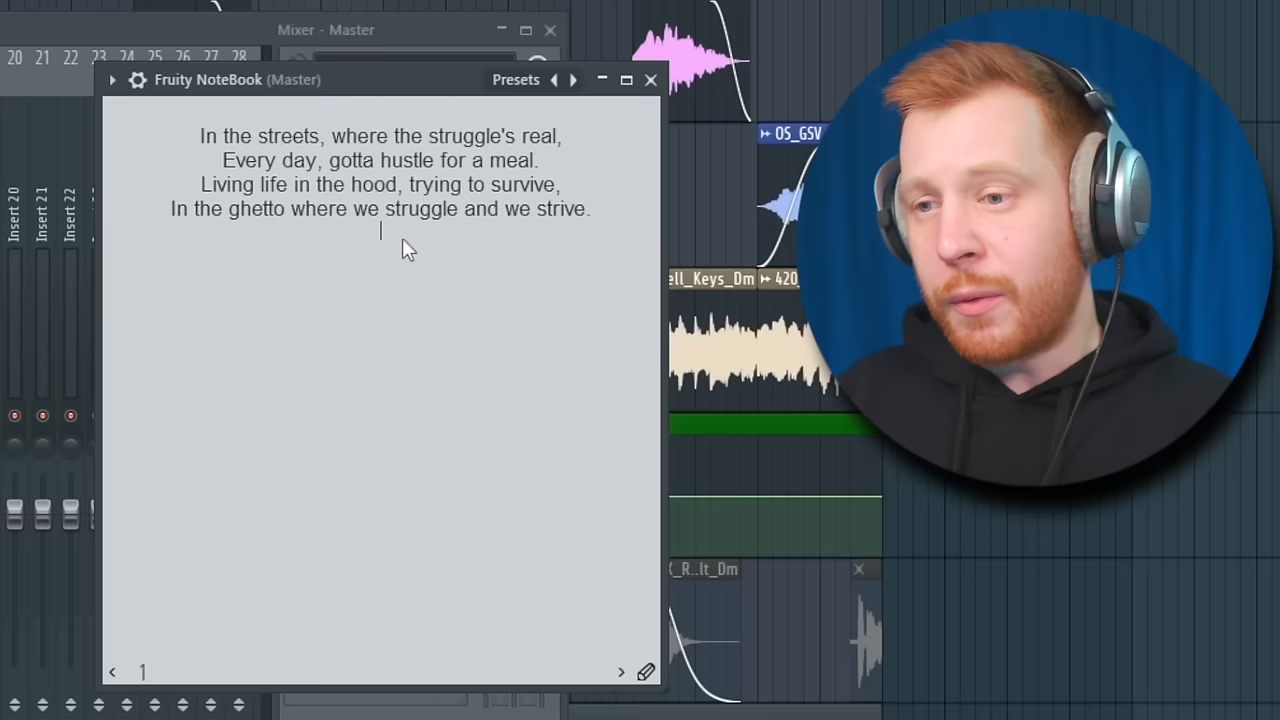 Mixer - Master
20 21 22 23 24 25 26 27 28
Fruity NoteBook (Master)
Presets
In the streets, where the struggle's real,
Every day, gotta hustle for a meal.
Living life in the hood, trying to survive,
In the ghetto where we struggle and we strive.
Insert 20
Insert 21
Insert 22
OS_GSV
ell_Keys_Dm
420
_R..lt_Dm
1